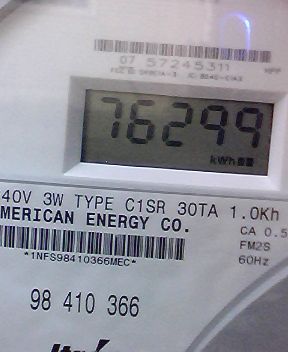 07 57245311
76299
kWh
40V 3W TYPE C1SR 30TA 1.0Kh
MERICAN ENERGY CO.
CA 0.5
FM2S
60Hz
*1NFS98410366MEC*
98 410 366